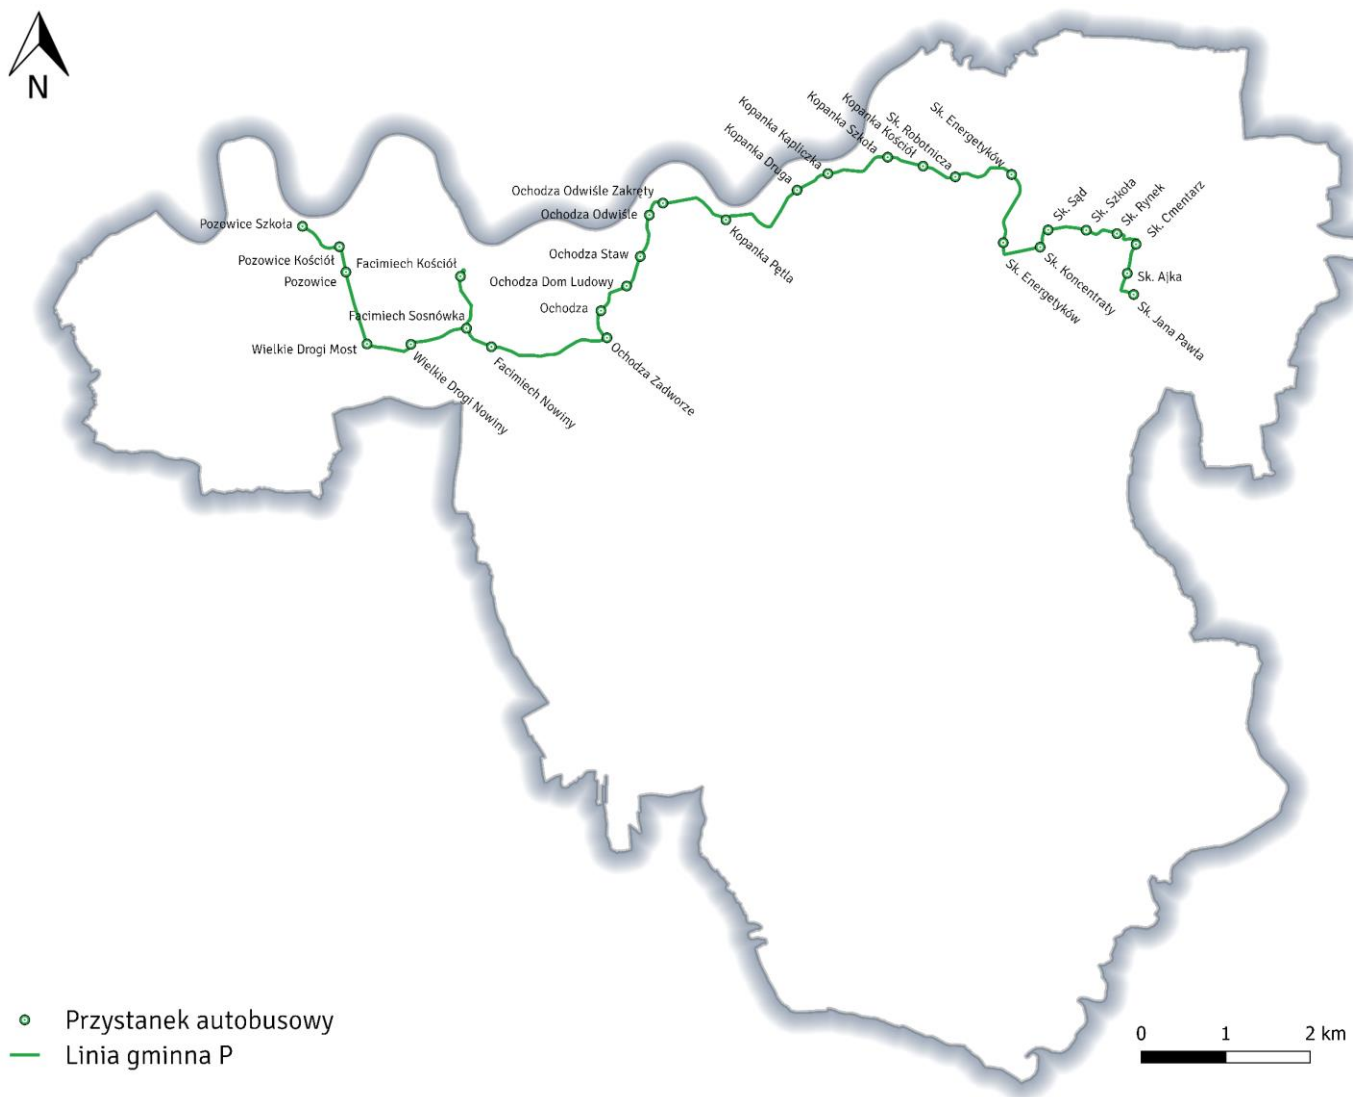 N
Pozowice Szkoła
Pozowice Kościół
Pozowice
Wielkie Drogi Most
Wielkie Drogi Nowiny
Facimiech Kościół
Facimiech Sosnówka
Facimiech Nowiny
Ochodza Zadworze
Ochodza
Ochodza Dom Ludowy
Ochodza Staw
Ochodza Odwiśle
Ochodza Odwiśle Zakręty
Kopanka Pętla
Kopanka Druga
Kopanka Kapliczka
Kopanka Szkoła
Kopanka Kościół
Sk. Robotnicza
Sk. Energetyków
Sk. Energetyków
Sk. Koncentraty
Sk. Sąd
Sk. Szkoła
Sk. Rynek
Sk. Cmentarz
Sk. Ajka
Sk. Jana Pawła
Przystanek autobusowy
Linia gminna P
0 1 2 km